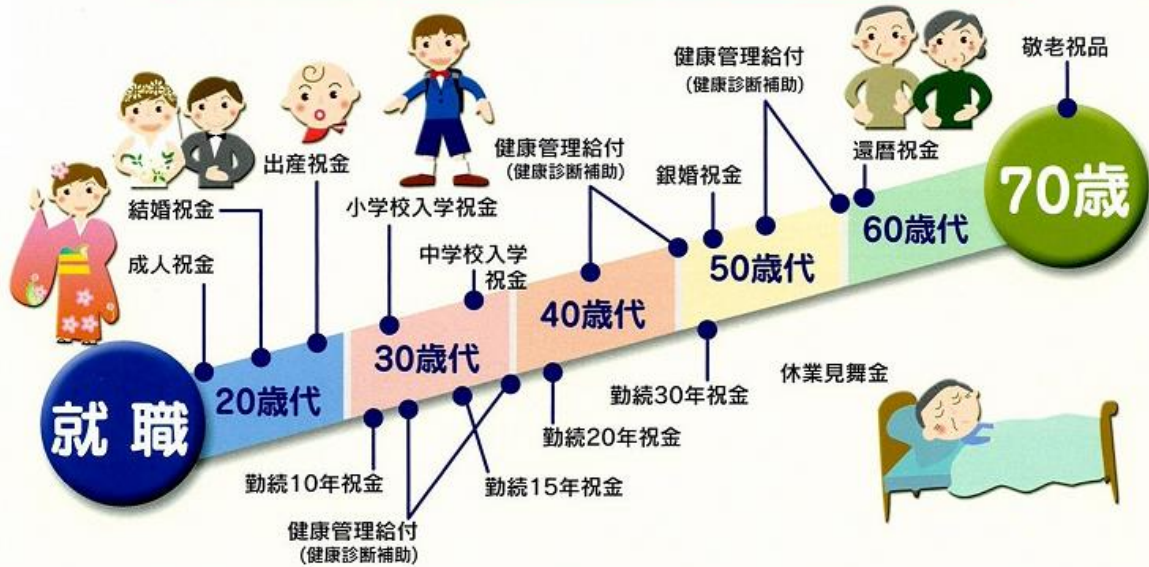 健康管理給付
(健康診断補助)
敬老祝品
還暦祝金
70歳
出産祝金
健康管理給付
(健康診断補助)
銀婚祝金
結婚祝金
小学校入学祝金
60歳代
成人祝金
中学校入学
祝金
50歳代
40歳代
30歳代
休業見舞金
勤続30年祝金
20歳代
就職
勤続20年祝金
勤続10年祝金
勤続15年祝金
健康管理給付
(健康診断補助)